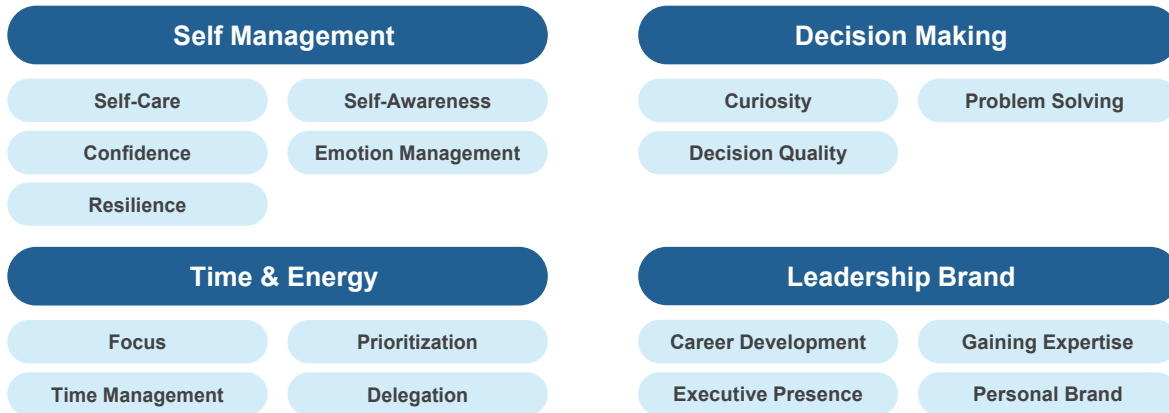 Self Management
Self-Care
Self-Awareness
Confidence
Emotion Management
Resilience
Decision Making
Curiosity
Problem Solving
Decision Quality
Time & Energy
Focus
Prioritization
Time Management
Delegation
Leadership Brand
Career Development
Gaining Expertise
Executive Presence
Personal Brand